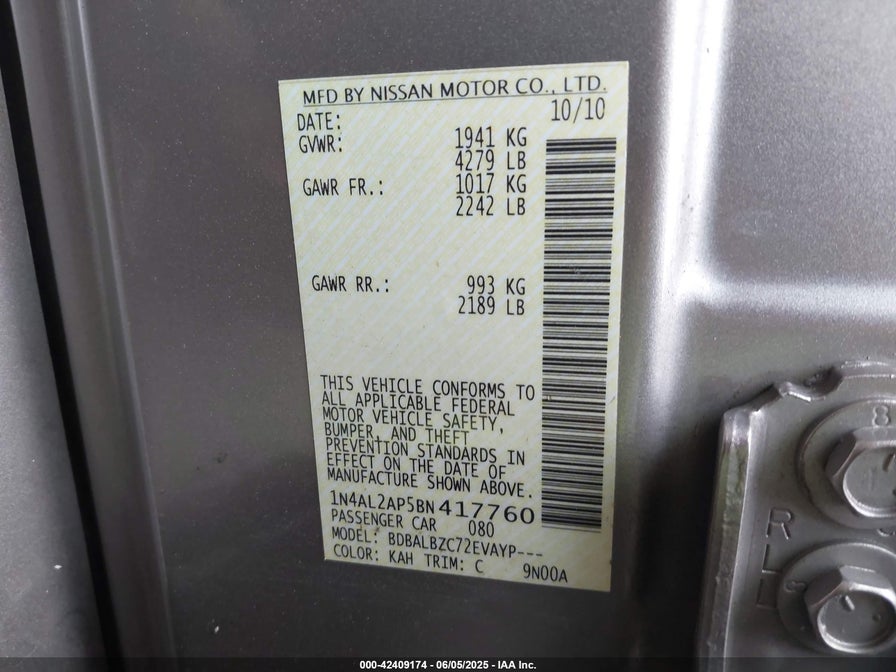 MFD BY NISSAN MOTOR CO., LTD.
DATE: 10/10
GVWR: 1941 KG
4279 LB
GAWR FR.: 1017 KG
2242 LB
GAWR RR.: 993 KG
2189 LB
THIS VEHICLE CONFORMS TO
ALL APPLICABLE FEDERAL
MOTOR VEHICLE SAFETY,
BUMPER, AND THEFT
PREVENTION STANDARDS IN
EFFECT ON THE DATE OF
MANUFACTURE SHOWN ABOVE.
1N4AL2AP5BN417760
PASSENGER CAR 080
MODEL: BDBALBZC72EVAYP---
COLOR: KAH TRIM: C 9N00A
8
R
L
000-42409174 - 06/05/2025 - IAA Inc.